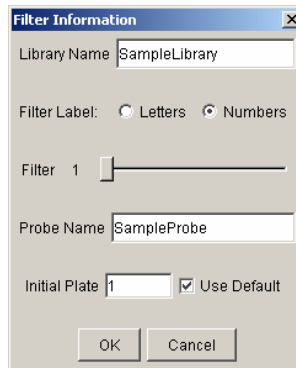 Filter Information
Library Name SampleLibrary
Filter Label: Letters Numbers
Filter 1
Probe Name SampleProbe
Initial Plate 1 Use Default
OK Cancel